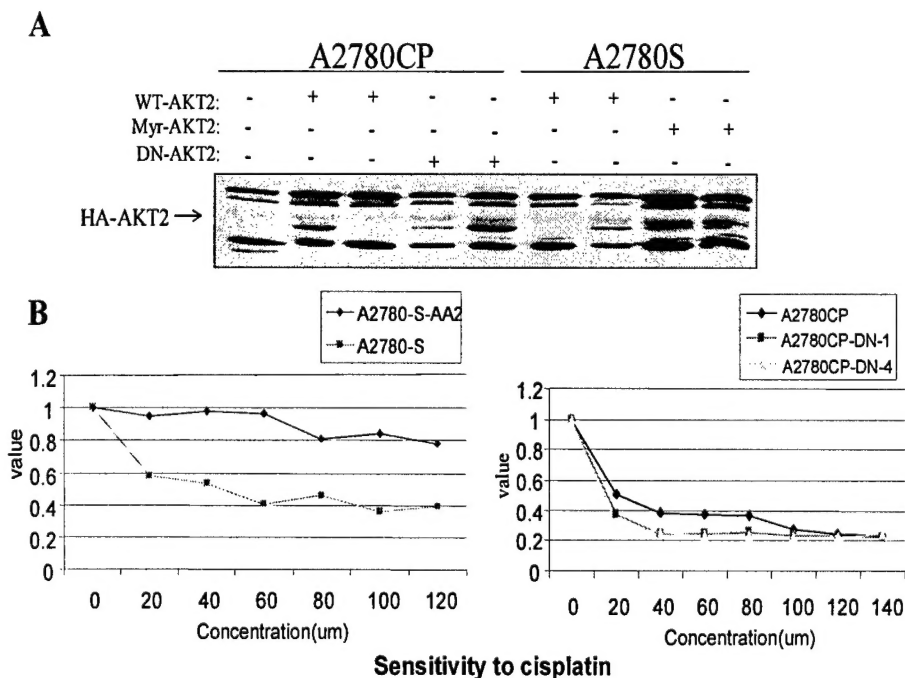 A
A2780CP A2780S
WT-AKT2: - + + - - + + - -
Myr-AKT2: - - - - - - - + +
DN-AKT2: - - - + + - - - -
HA-AKT2 →
B
A2780-S-AA2
A2780-S
1.2
1
0.8
0.6
0.4
0.2
0
value
0 20 40 60 80 100 120
Concentration(um)
A2780CP
A2780CP-DN-1
A2780CP-DN-4
1.2
1
0.8
0.6
0.4
0.2
0
value
0 20 40 60 80 100 120 140
Concentration(um)
Sensitivity to cisplatin